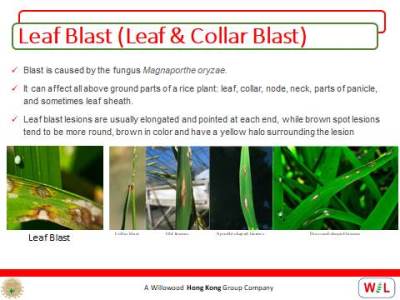 Leaf Blast (Leaf & Collar Blast)
✓ Blast is caused by the fungus Magnaporthe oryzae.
✓ It can affect all above ground parts of a rice plant: leaf, collar, node, neck, parts of panicle,
and sometimes leaf sheath.
✓ Leaf blast lesions are usually elongated and pointed at each end, while brown spot lesions
tend to be more round, brown in color and have a yellow halo surrounding the lesion
Collar blast
Old lesions
shaped lesions
Diamond-shaped lesions
Leaf Blast
A Willowood Hong Kong Group Company
WiL